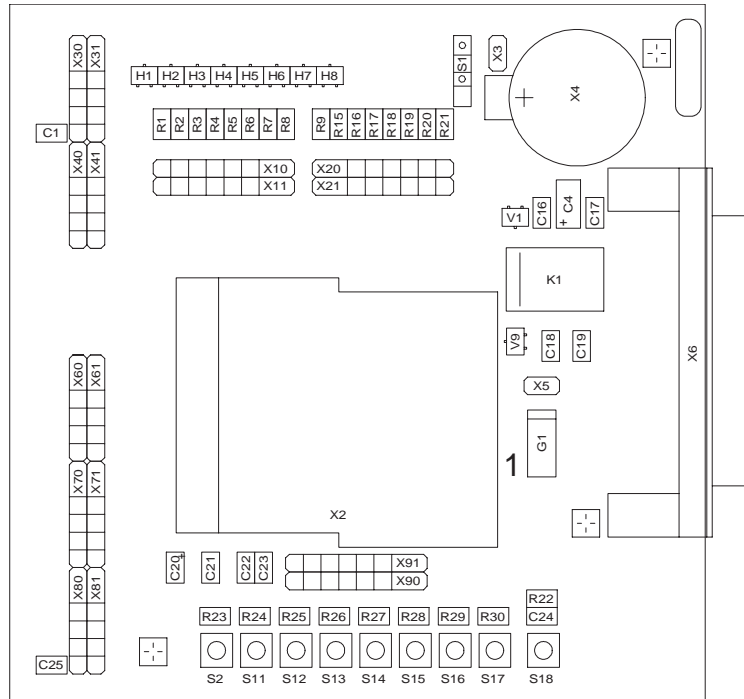 X30 X31
H1 H2 H3 H4 H5 H6 H7 H8
S1
X3
X4
C1
R1 R2 R3 R4 R5 R6 R7 R8 R9 R15 R16 R17 R18 R19 R20 R21
X40 X41
X10 X20
X11 X21
V1 C16 + C4 C17
K1
V9 C18 C19
X6
X60 X61
X5
G1
1
X70 X71
X2
C20 + C21 C22 C23
X91
X90
X80 X81
R22
R23 R24 R25 R26 R27 R28 R29 R30 C24
C25
S2 S11 S12 S13 S14 S15 S16 S17 S18